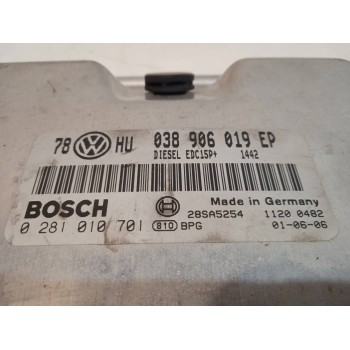 78 VW HU 038 906 019 EP
DIESEL EDC15P+ 1442
BOSCH
Made in Germany
28SA5254 1120 0482
0 281 010 701 810 BPG 01-06-06